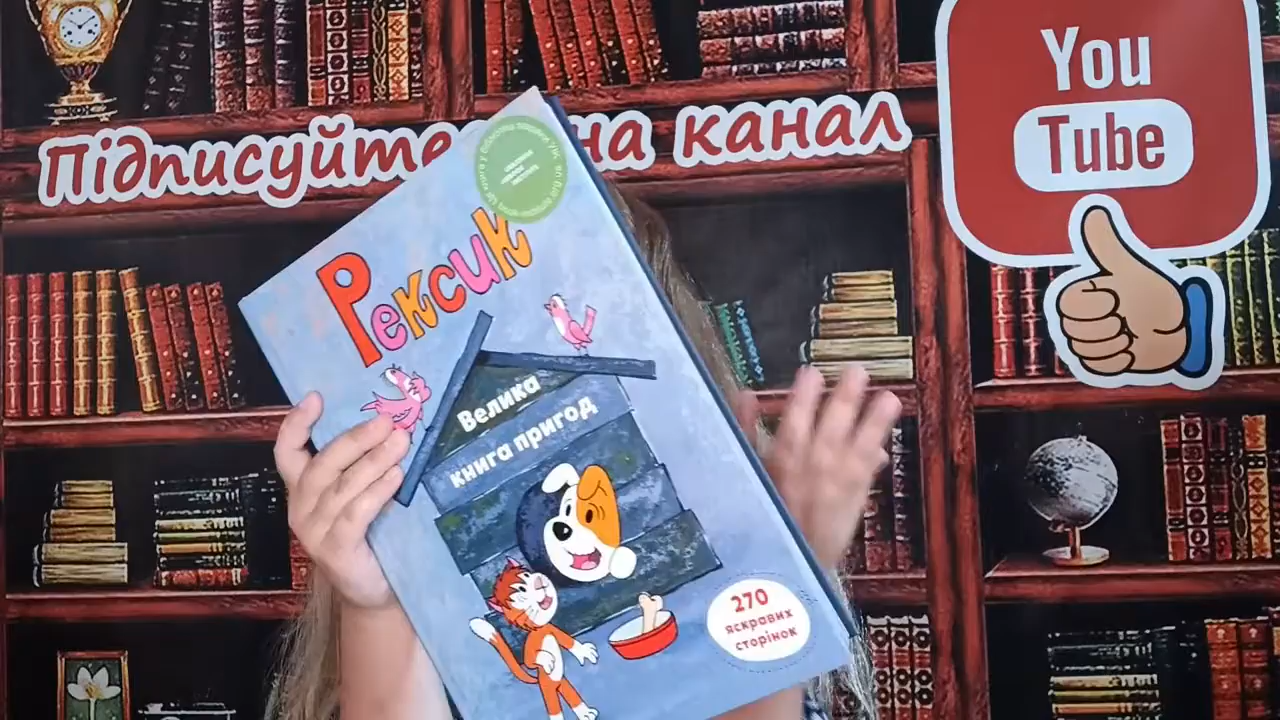 You
Tube
Підписуйте на канал
Рексик
Велика
книга пригод
270
яскравих
сторінок